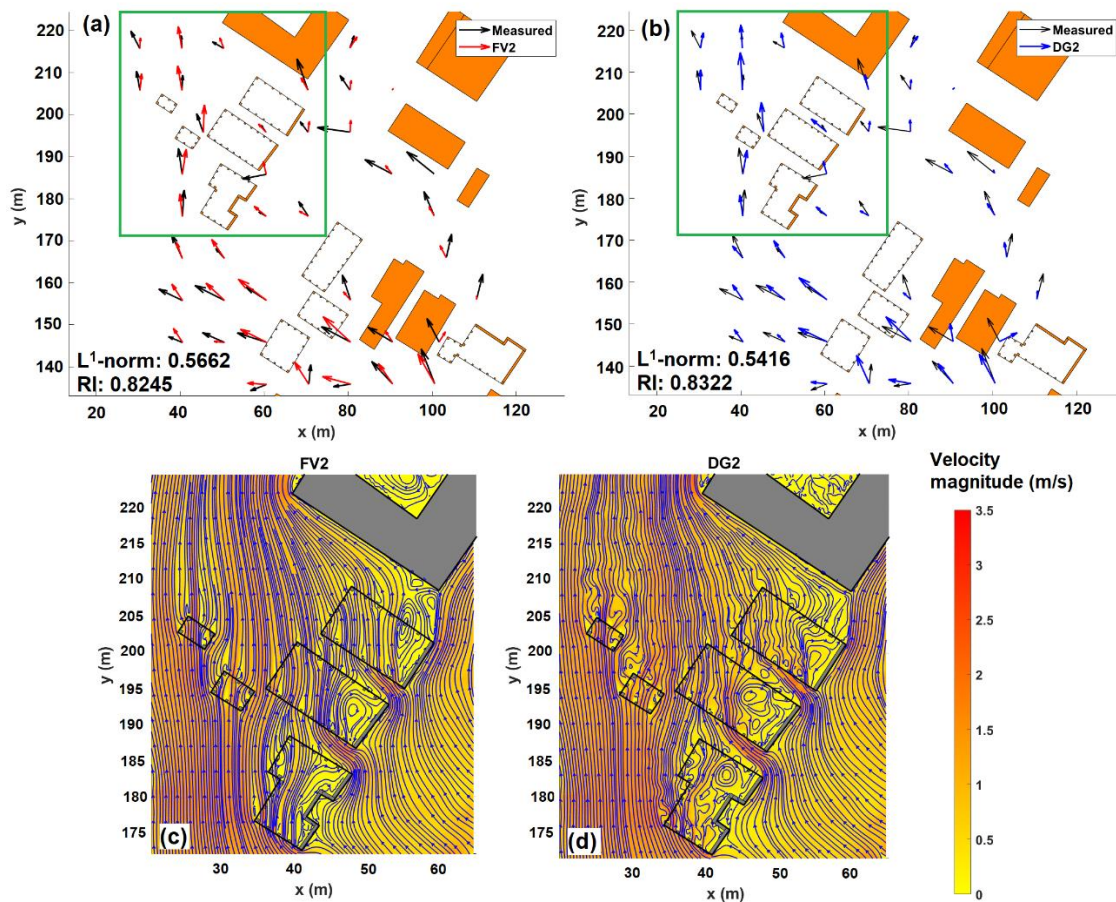 (a)
Measured
FV2
220
210
200
190
180
170
160
150
140
y (m)
L¹-norm: 0.5662
RI: 0.8245
20 40 60 80 100 120
x (m)
(b)
Measured
DG2
220
210
200
190
180
170
160
150
140
y (m)
L¹-norm: 0.5416
RI: 0.8322
20 40 60 80 100 120
x (m)
FV2
220
215
210
205
200
195
190
185
180
175
y (m)
(c)
30 40 50 60
x (m)
DG2
220
215
210
205
200
195
192
183
179
175
y (m)
(d)
30 40 50 60
x (m)
Velocity
magnitude (m/s)
3.5
3
2.5
2
1.5
1
0.5
0